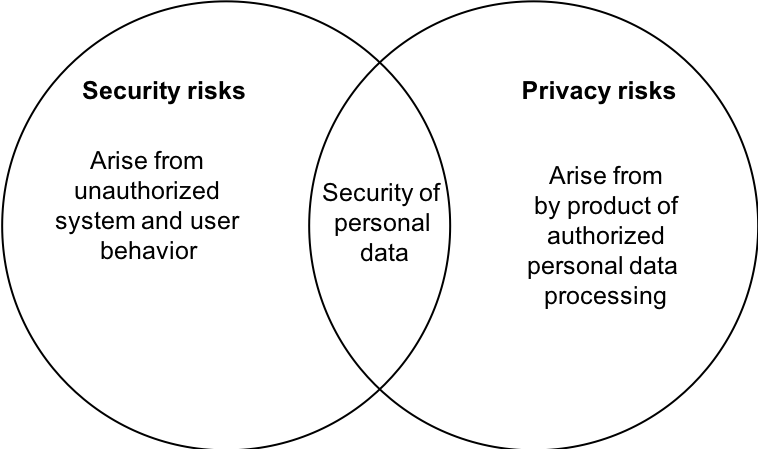 Security risks
Arise from
unauthorized
system and user
behavior
Security of
personal
data
Privacy risks
Arise from
by product of
authorized
personal data
processing